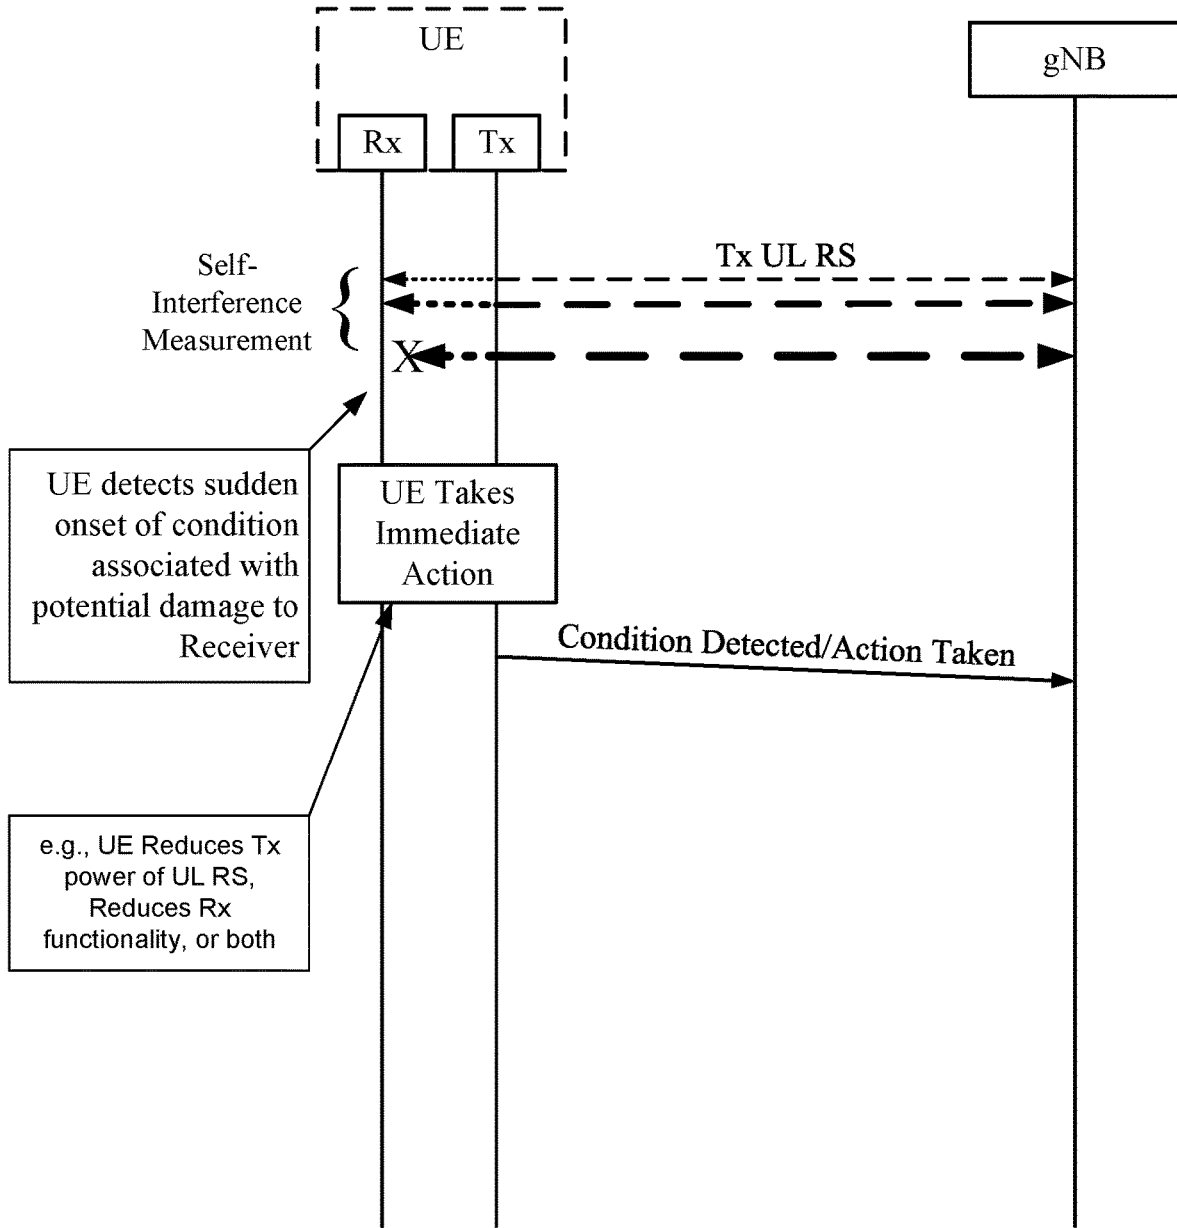 UE
gNB
Rx
Tx
Tx UL RS
Self-
Interference
Measurement
X
UE detects sudden
onset of condition
associated with
potential damage to
Receiver
UE Takes
Immediate
Action
Condition Detected/Action Taken
e.g., UE Reduces Tx
power of UL RS,
Reduces Rx
functionality, or both